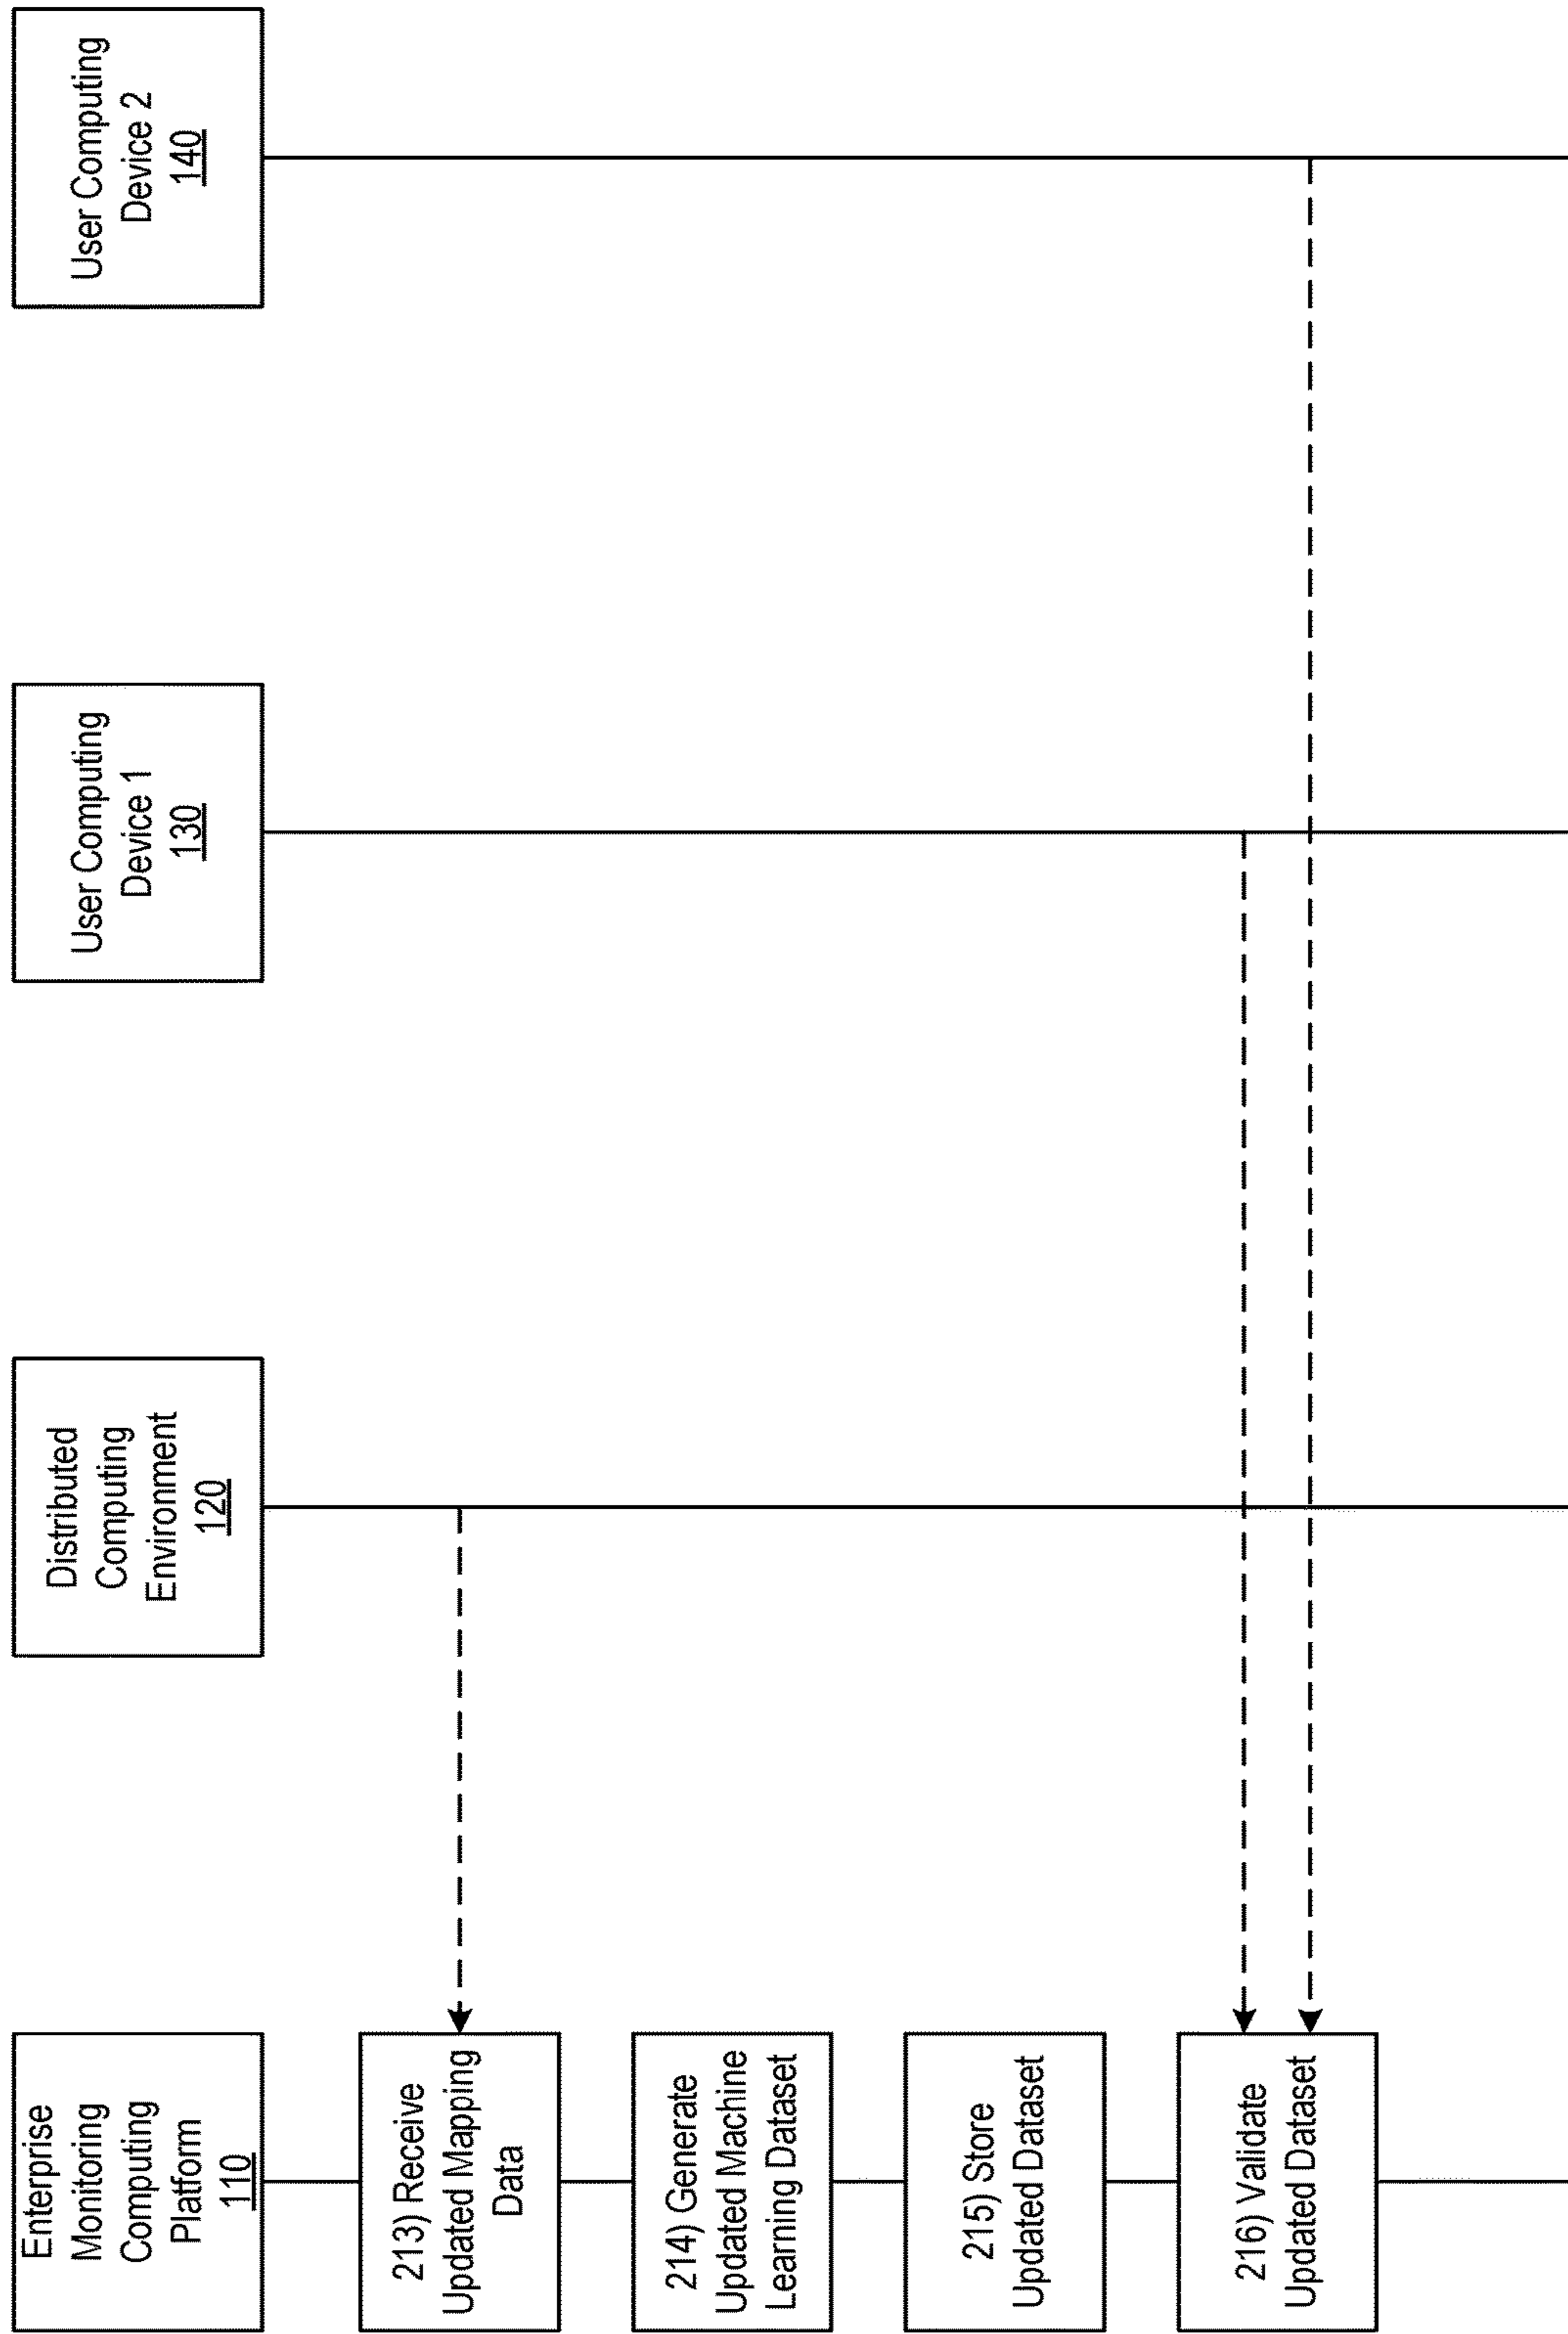 Enterprise
Monitoring
Computing
Platform
110
Distributed
Computing
Environment
120
User Computing
Device 1
130
User Computing
Device 2
140
213) Receive
Updated Mapping
Data
214) Generate
Updated Machine
Learning Dataset
215) Store
Updated Dataset
216) Validate
Updated Dataset